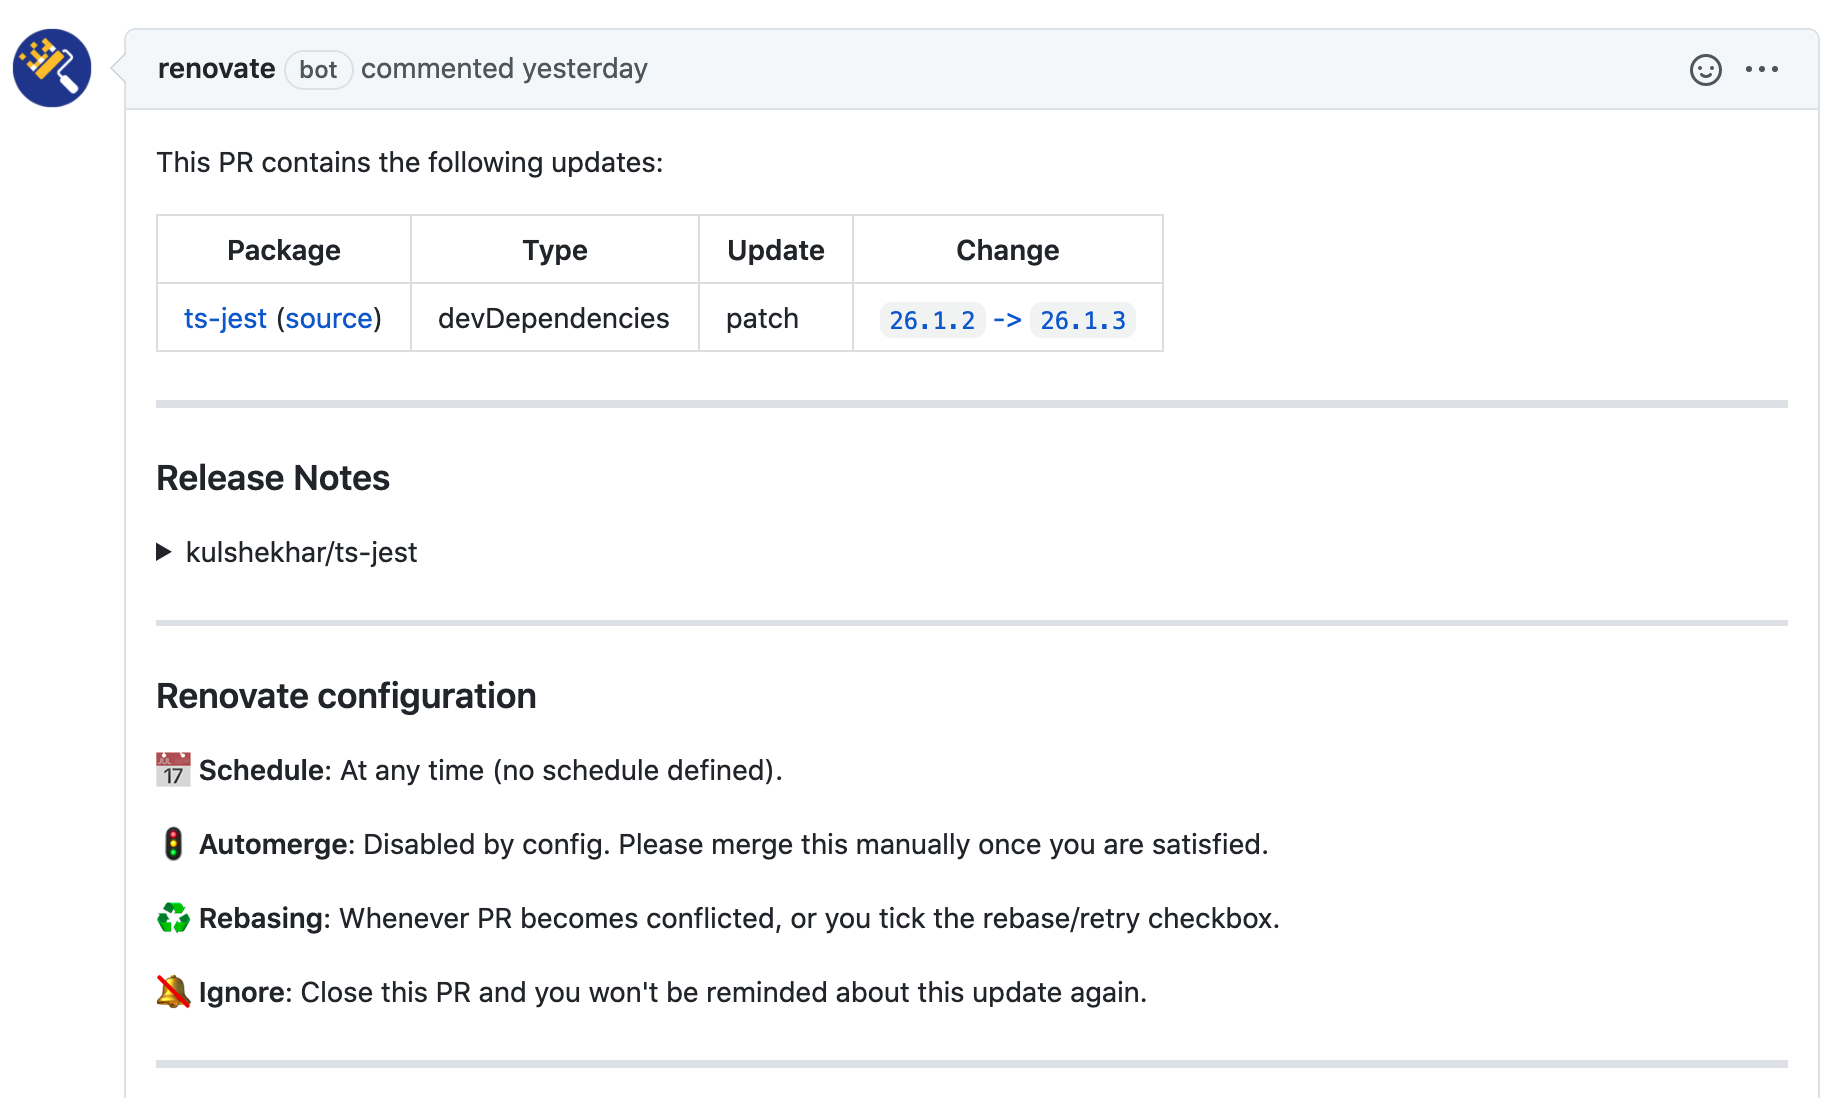 renovate bot commented yesterday
This PR contains the following updates:
Package Type Update Change
ts-jest (source) devDependencies patch 26.1.2 -> 26.1.3
Release Notes
kulshekhar/ts-jest
Renovate configuration
JUL 17 Schedule: At any time (no schedule defined).
Automerge: Disabled by config. Please merge this manually once you are satisfied.
Rebasing: Whenever PR becomes conflicted, or you tick the rebase/retry checkbox.
Ignore: Close this PR and you won't be reminded about this update again.